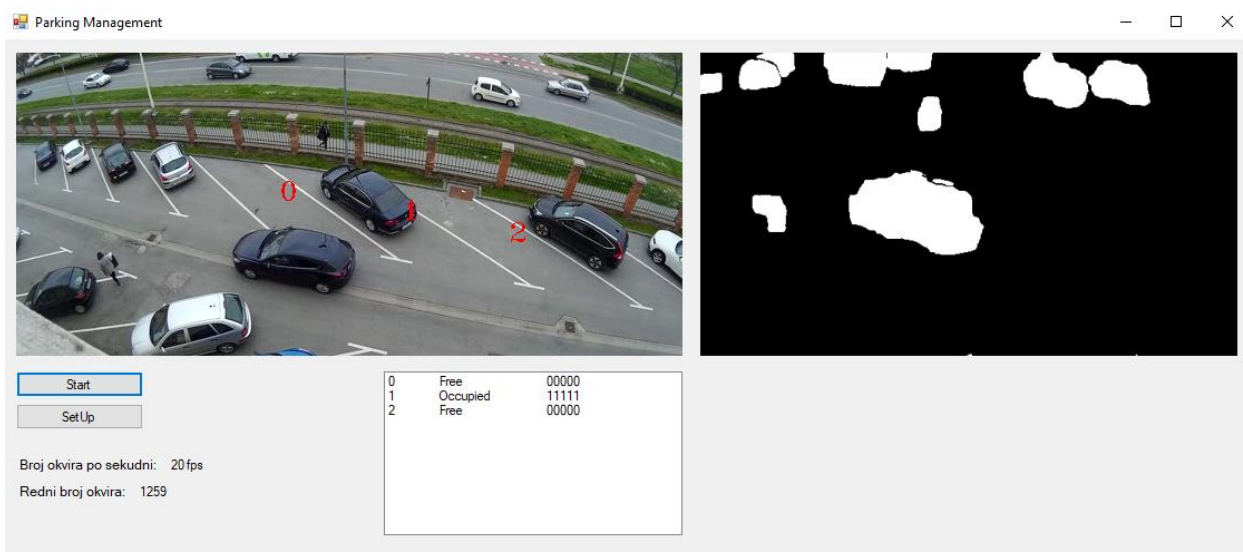 Parking Management
0
1
2
Start
SetUp
0 Free 00000
1 Occupied 11111
2 Free 00000
Broj okvira po sekudni: 20 fps
Redni broj okvira: 1259